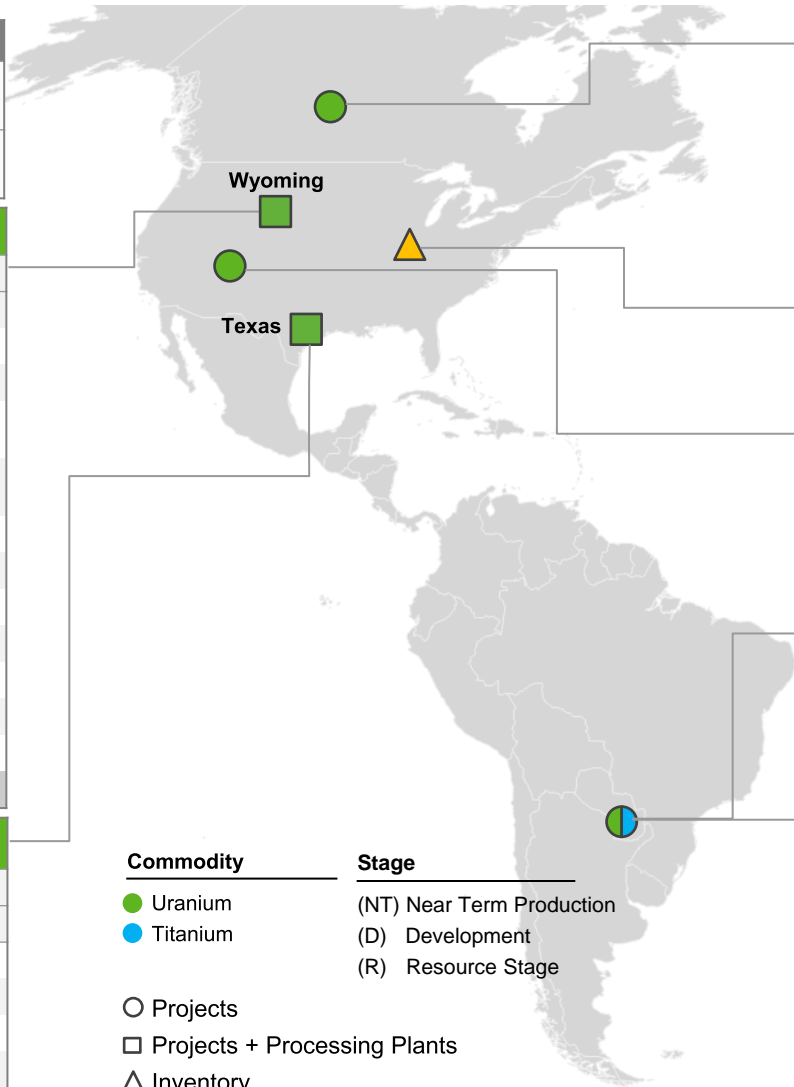 Wyoming
Texas
Commodity
Uranium
Titanium
Stage
(NT) Near Term Production
(D) Development
(R) Resource Stage
Projects
Projects + Processing Plants
Inventory